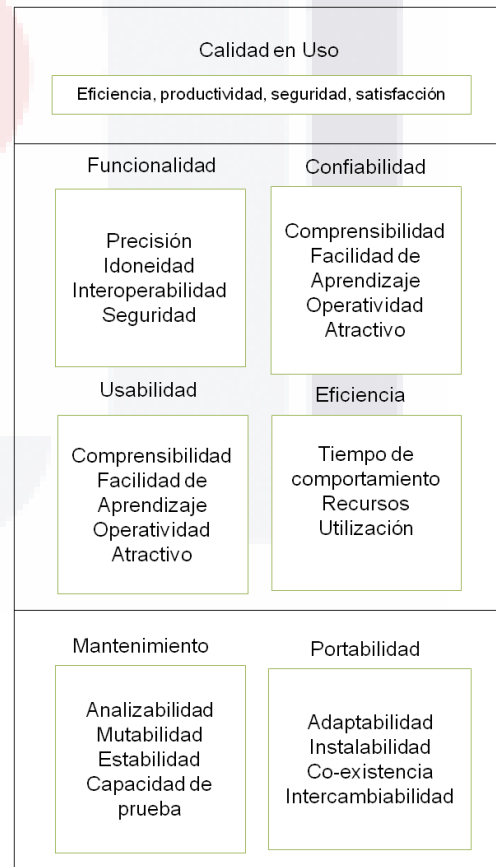 Calidad en Uso
Eficiencia, productividad, seguridad, satisfacción
Funcionalidad
Precisión
Idoneidad
Interoperabilidad
Seguridad
Confiabilidad
Comprensibilidad
Facilidad de
Aprendizaje
Operatividad
Atractivo
Usabilidad
Comprensibilidad
Facilidad de
Aprendizaje
Operatividad
Atractivo
Eficiencia
Tiempo de
comportamiento
Recursos
Utilización
Mantenimiento
Analizabilidad
Mutabilidad
Estabilidad
Capacidad de
prueba
Portabilidad
Adaptabilidad
Instalabilidad
Co-existencia
Intercambiabilidad